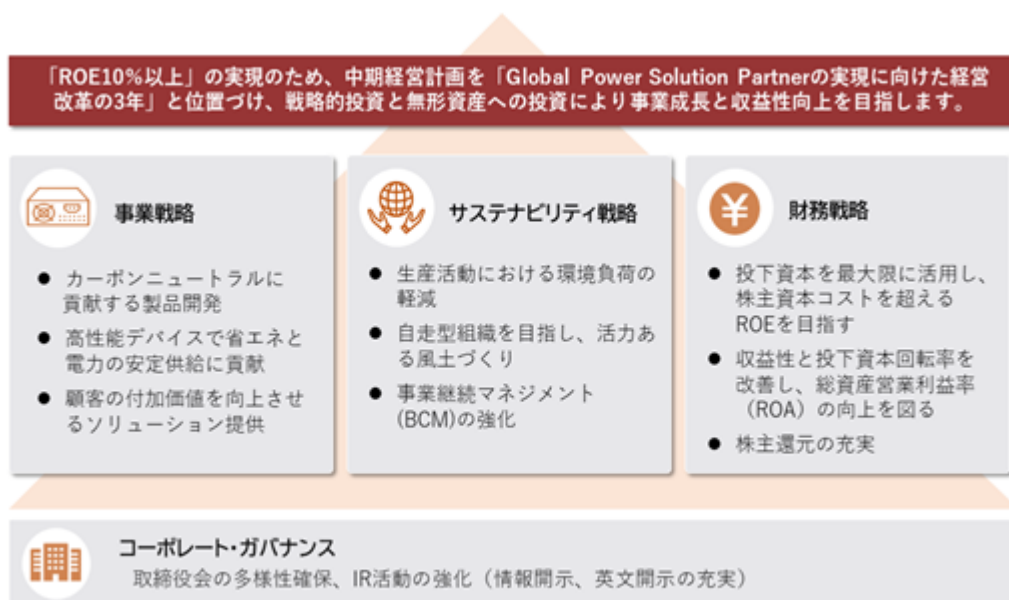 「ROE10%以上」の実現のため、中期経営計画を「Global Power Solution Partnerの実現に向けた経営
改革の3年」と位置づけ、戦略的投資と無形資産への投資により事業成長と収益性向上を目指します。
事業戦略
● カーボンニュートラルに
貢献する製品開発
● 高性能デバイスで省エネと
電力の安定供給に貢献
● 顧客の付加価値を向上させ
るソリューション提供
サステナビリティ戦略
● 生産活動における環境負荷の
軽減
● 自走型組織を目指し、活力あ
る風土づくり
● 事業継続マネジメント
(BCM)の強化
¥
財務戦略
● 投下資本を最大限に活用し、
株主資本コストを超える
ROEを目指す
● 収益性と投下資本回転率を
改善し、総資産営業利益率
（ROA）の向上を図る
● 株主還元の充実
コーポレート・ガバナンス
取締役会の多様性確保、IR活動の強化（情報開示、英文開示の充実）